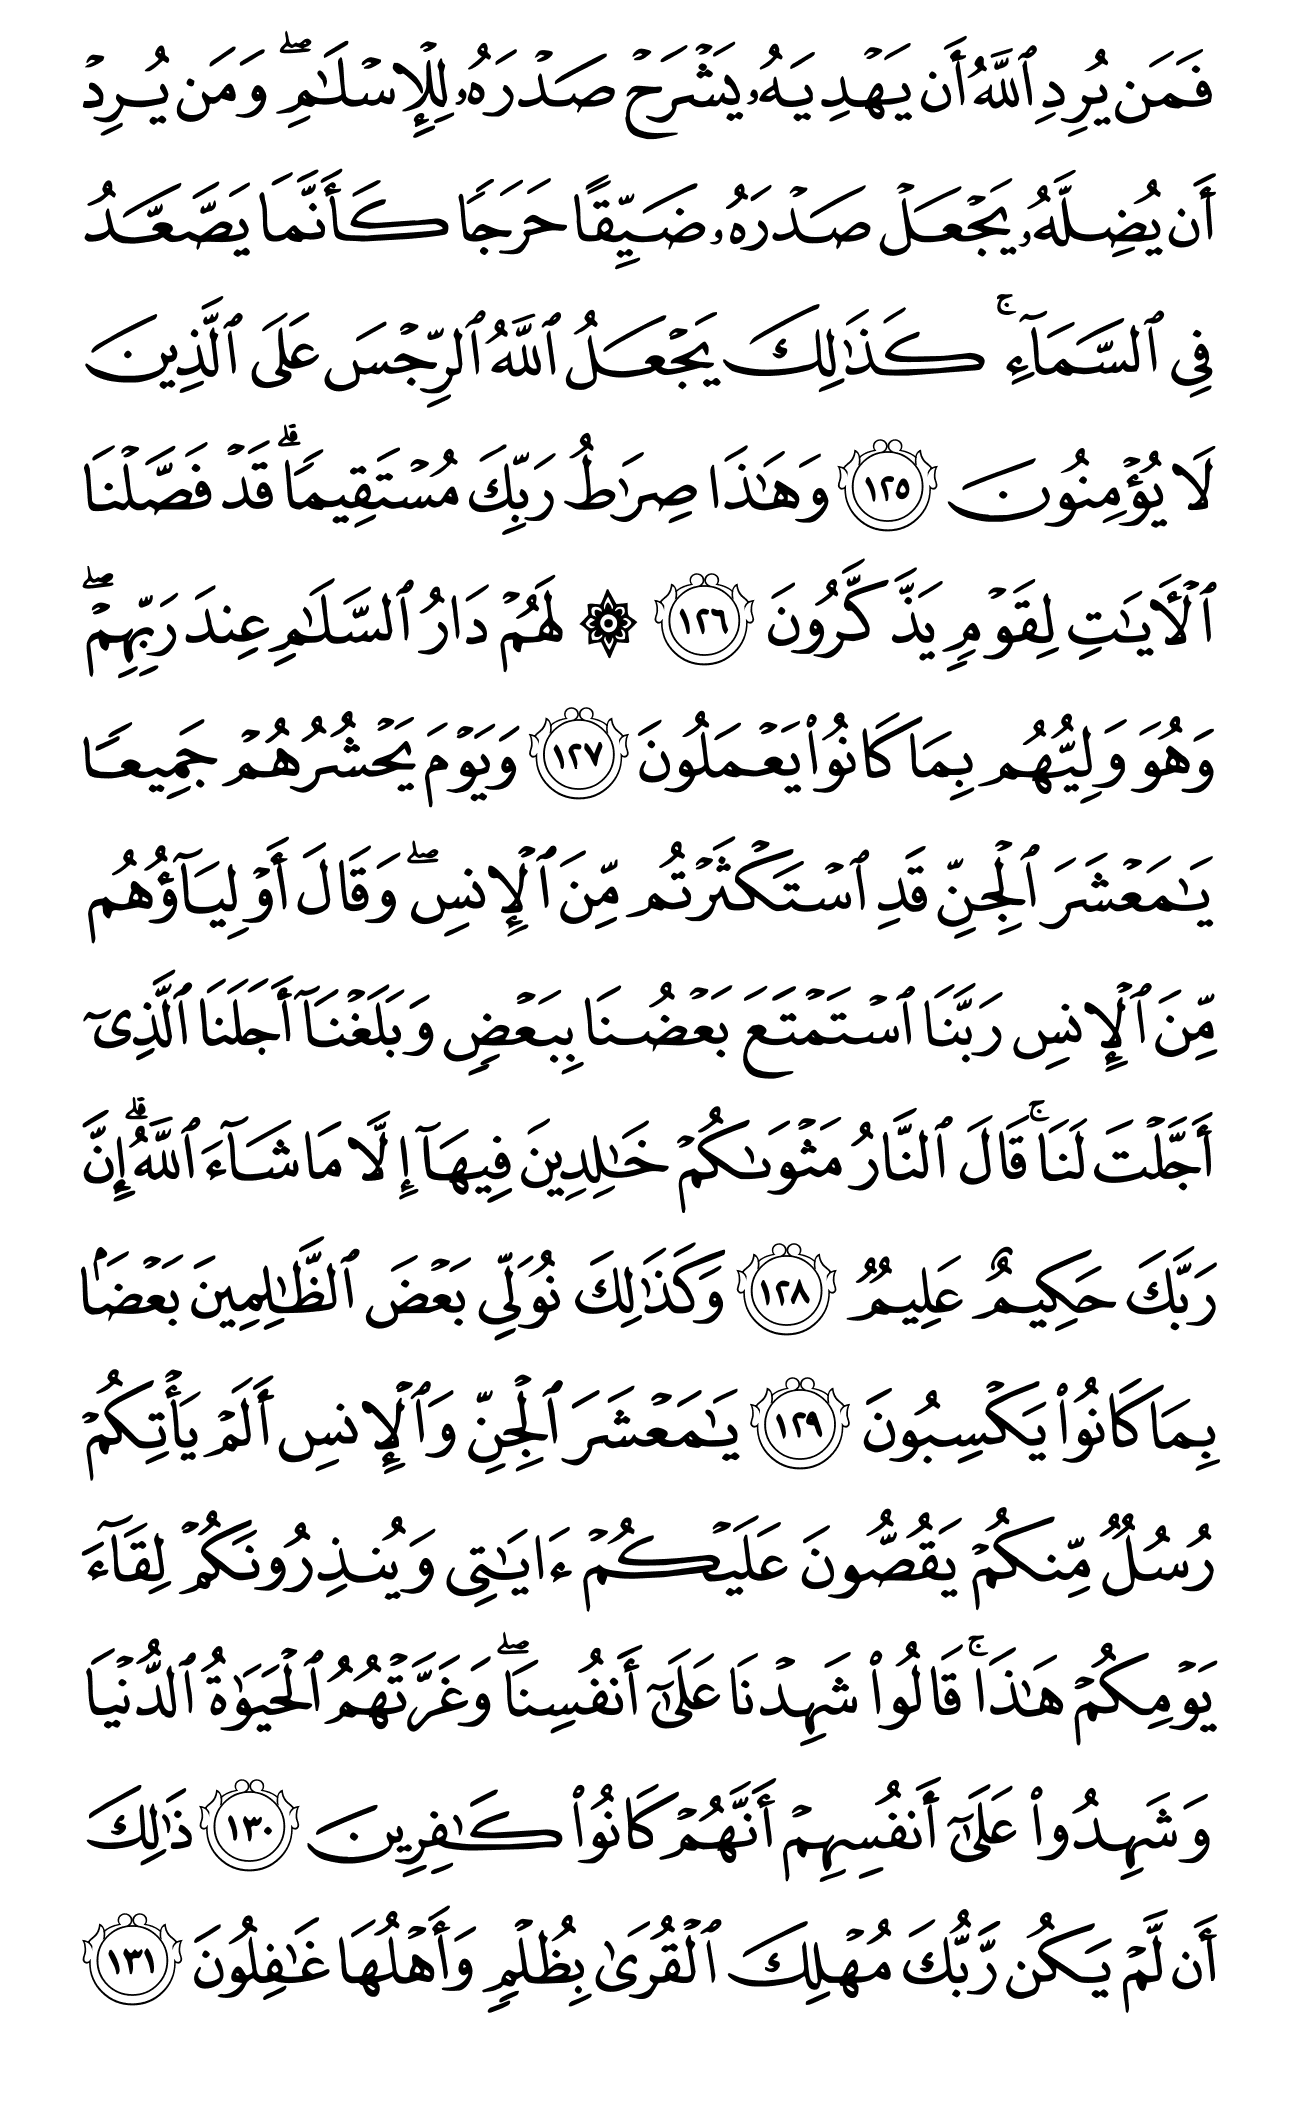 فَمَن يُرِدِ ٱللَّهُ أَن يَهۡدِيَهُۥ يَشۡرَحۡ صَدۡرَهُۥ لِلۡإِسۡلَٰمِۖ وَمَن يُرِدۡ
أَن يُضِلَّهُۥ يَجۡعَلۡ صَدۡرَهُۥ ضَيِّقًا حَرَجٗا كَأَنَّمَا يَصَّعَّدُ
فِي ٱلسَّمَآءِۚ كَذَٰلِكَ يَجۡعَلُ ٱللَّهُ ٱلرِّجۡسَ عَلَى ٱلَّذِينَ
لَا يُؤۡمِنُونَ ١٢٥ وَهَٰذَا صِرَٰطُ رَبِّكَ مُسۡتَقِيمٗاۗ قَدۡ فَصَّلۡنَا
ٱلۡأٓيَٰتِ لِقَوۡمٖ يَذَّكَّرُونَ ١٢٦ ۞ لَهُمۡ دَارُ ٱلسَّلَٰمِ عِندَ رَبِّهِمۡۖ
وَهُوَ وَلِيُّهُم بِمَا كَانُواْ يَعۡمَلُونَ ١٢٧ وَيَوۡمَ يَحۡشُرُهُمۡ جَمِيعٗا
يَٰمَعۡشَرَ ٱلۡجِنِّ قَدِ ٱسۡتَكۡثَرۡتُم مِّنَ ٱلۡإِنسِۖ وَقَالَ أَوۡلِيَآؤُهُم
مِّنَ ٱلۡإِنسِ رَبَّنَا ٱسۡتَمۡتَعَ بَعۡضُنَا بِبَعۡضٖ وَبَلَغۡنَآ أَجَلَنَا ٱلَّذِيٓ
أَجَّلۡتَ لَنَاۚ قَالَ ٱلنَّارُ مَثۡوَىٰكُمۡ خَٰلِدِينَ فِيهَآ إِلَّا مَا شَآءَ ٱللَّهُۗ إِنَّ
رَبَّكَ حَكِيمٌ عَلِيمٞ ١٢٨ وَكَذَٰلِكَ نُوَلِّي بَعۡضَ ٱلظَّٰلِمِينَ بَعۡضَۢا
بِمَا كَانُواْ يَكۡسِبُونَ ١٢٩ يَٰمَعۡشَرَ ٱلۡجِنِّ وَٱلۡإِنسِ أَلَمۡ يَأۡتِكُمۡ
رُسُلٞ مِّنكُمۡ يَقُصُّونَ عَلَيۡكُمۡ ءَايَٰتِي وَيُنذِرُونَكُمۡ لِقَآءَ
يَوۡمِكُمۡ هَٰذَاۚ قَالُواْ شَهِدۡنَا عَلَىٰٓ أَنفُسِنَاۖ وَغَرَّتۡهُمُ ٱلۡحَيَوٰةُ ٱلدُّنۡيَا
وَشَهِدُواْ عَلَىٰٓ أَنفُسِهِمۡ أَنَّهُمۡ كَانُواْ كَٰفِرِينَ ١٣٠ ذَٰلِكَ
أَن لَّمۡ يَكُن رَّبُّكَ مُهۡلِكَ ٱلۡقُرَىٰ بِظُلۡمٖ وَأَهۡلُهَا غَٰفِلُونَ ١٣١